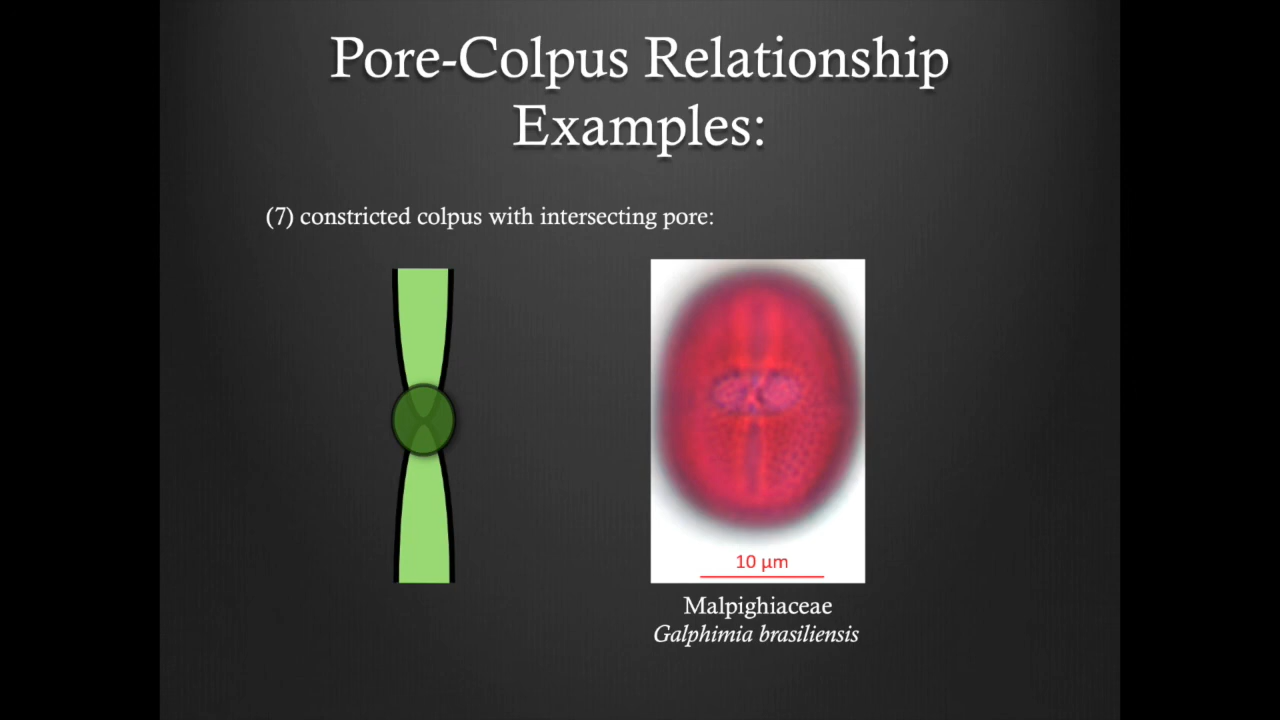 Pore-Colpus Relationship
Examples:
(7) constricted colpus with intersecting pore:
10 µm
Malpighiaceae
Galphimia brasiliensis